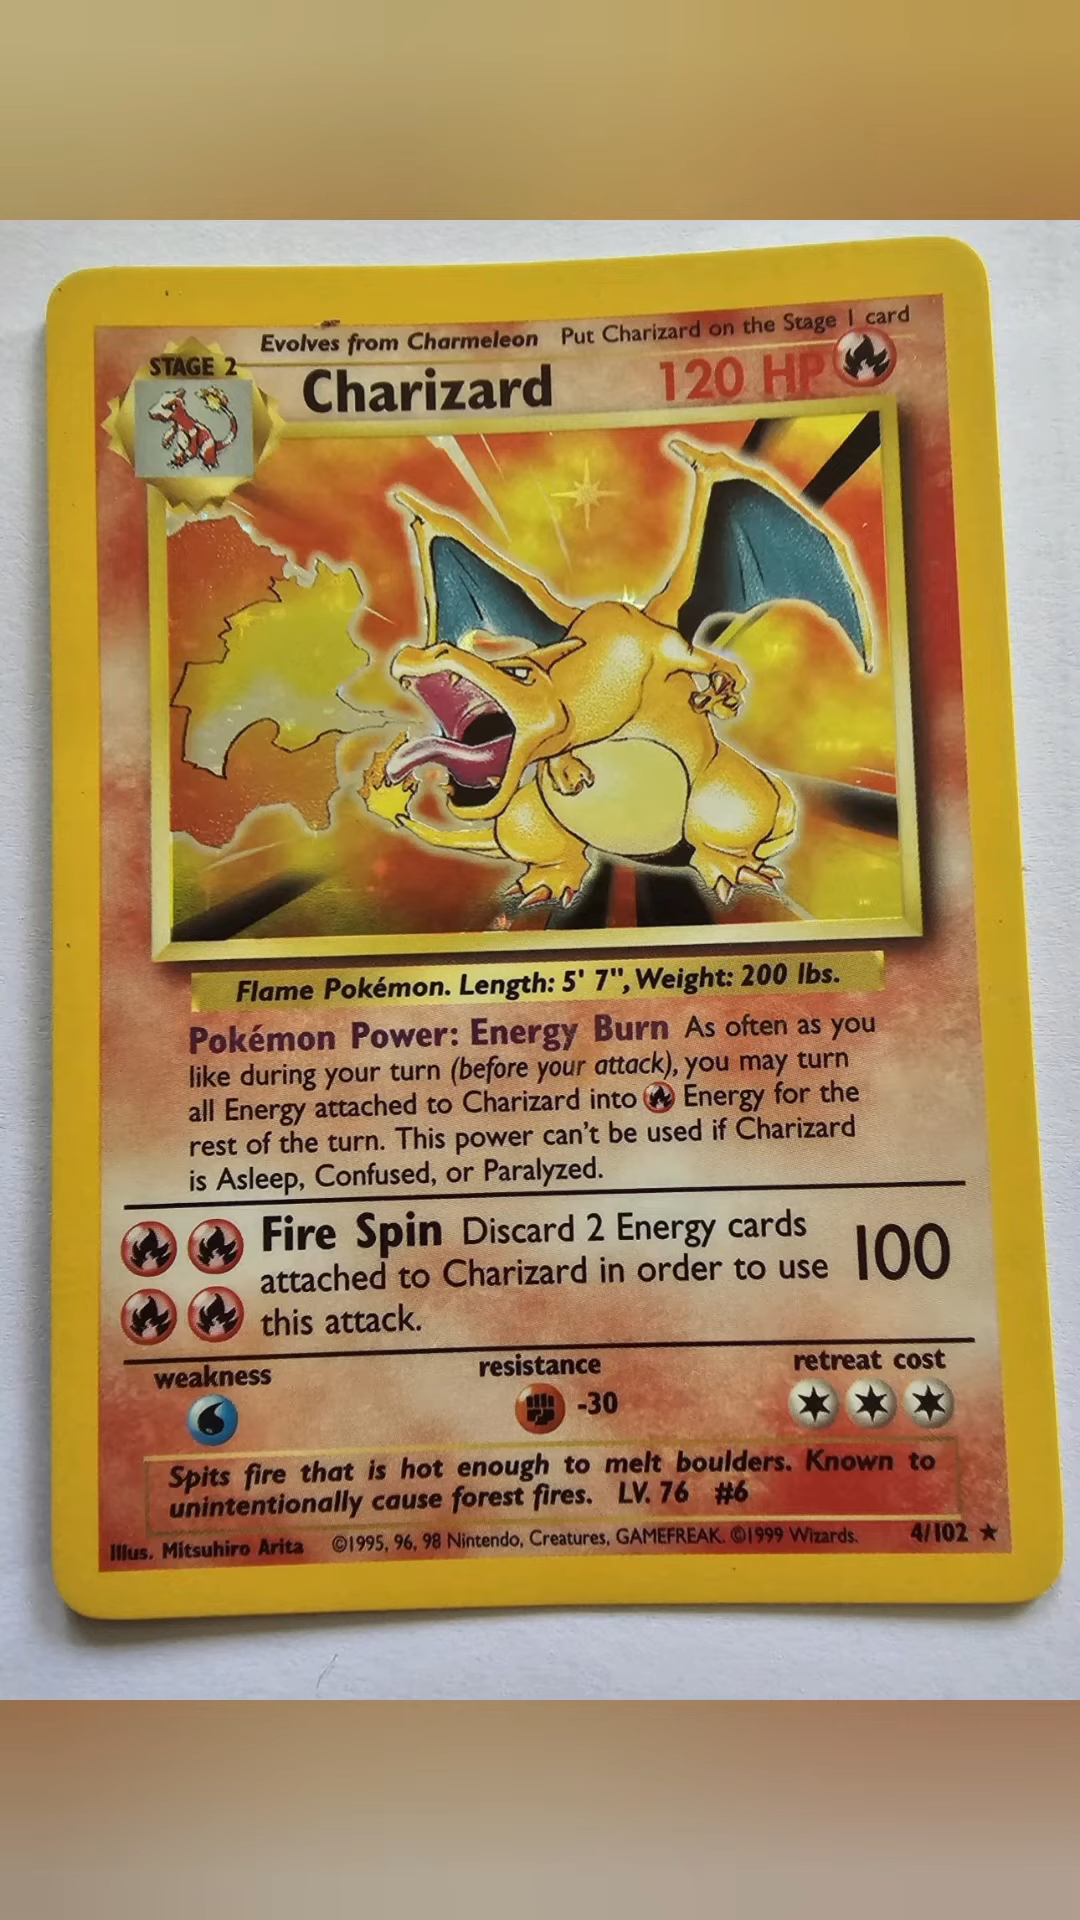 Evolves from Charmeleon Put Charizard on the Stage 1 card
STAGE 2
Charizard 120 HP
Flame Pokémon. Length: 5' 7", Weight: 200 lbs.
Pokémon Power: Energy Burn As often as you
like during your turn (before your attack), you may turn
all Energy attached to Charizard into Energy for the
rest of the turn. This power can't be used if Charizard
is Asleep, Confused, or Paralyzed.
Fire Spin Discard 2 Energy cards
attached to Charizard in order to use
this attack.
100
weakness
resistance
-30
retreat cost
Spits fire that is hot enough to melt boulders. Known to
unintentionally cause forest fires. LV. 76 #6
Illus. Mitsuhiro Arita ©1995, 96, 98 Nintendo, Creatures, GAMEFREAK. ©1999 Wizards. 4/102 ★